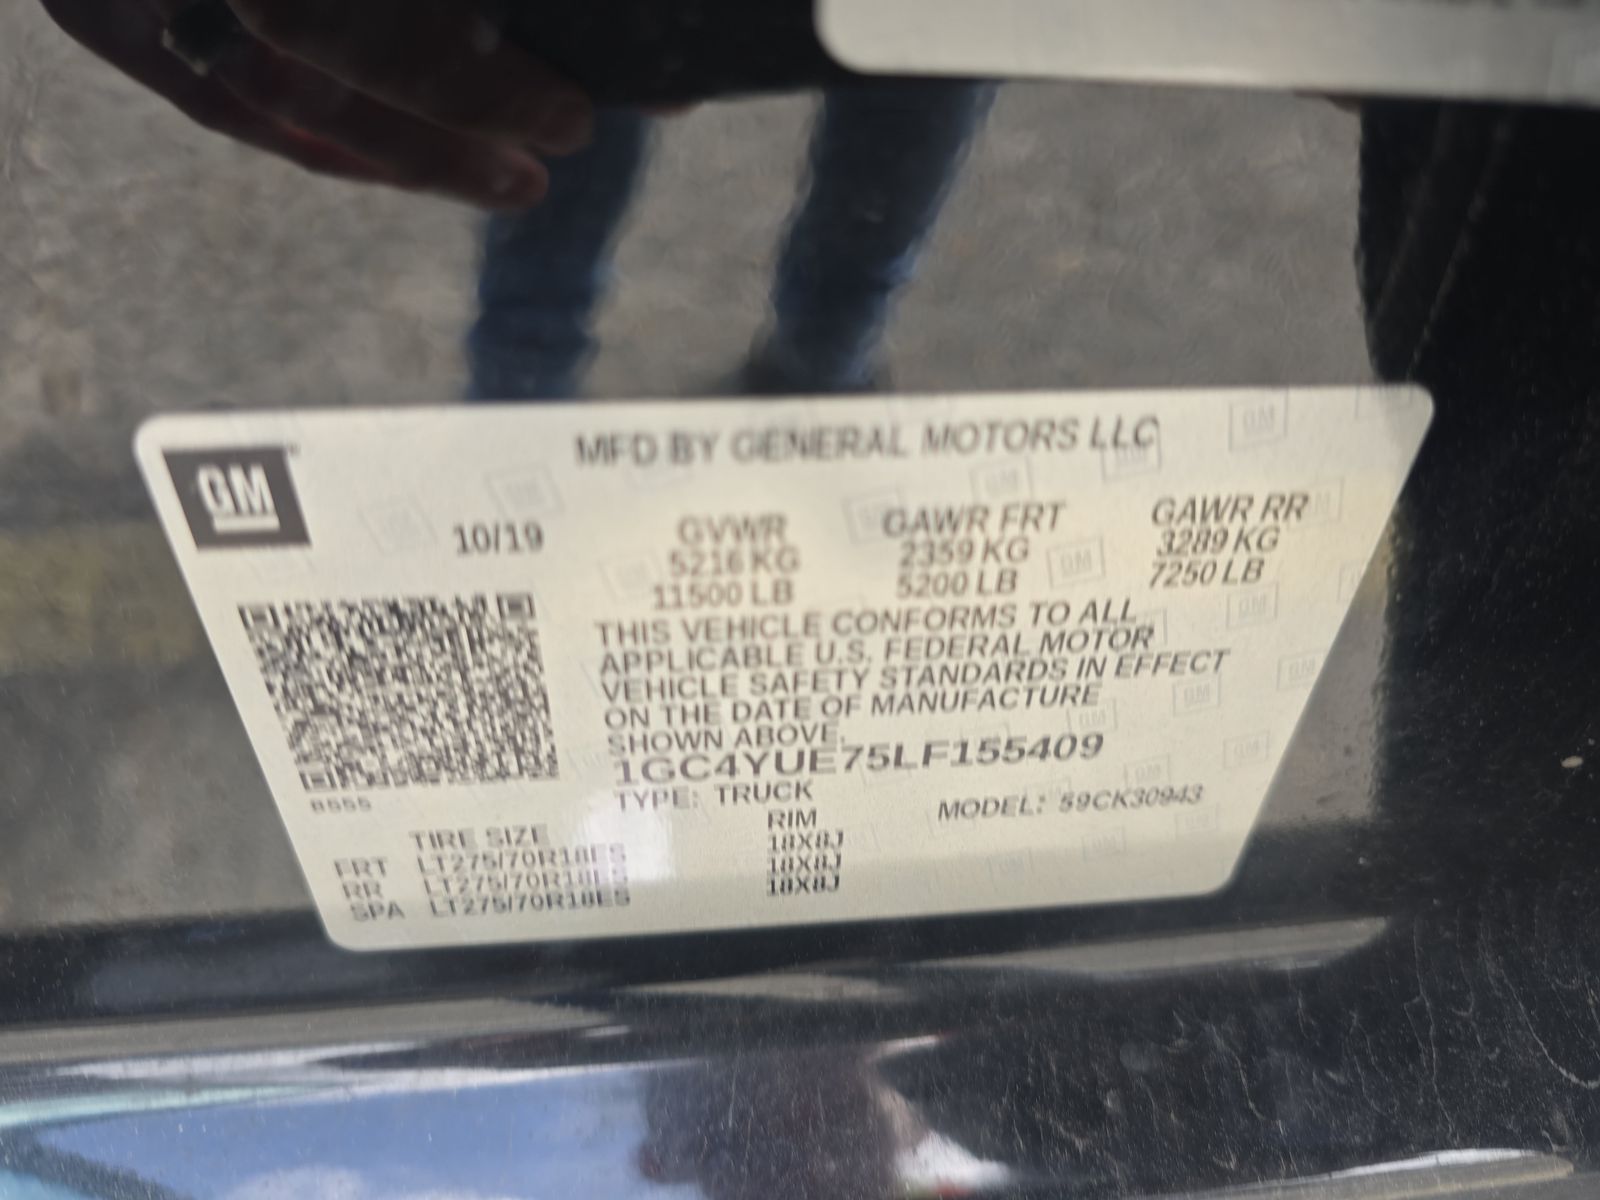 GM
MFD BY GENERAL MOTORS LLC
10/19
GVWR GAWR FRT GAWR RR
5216 KG 2359 KG 3289 KG
11500 LB 5200 LB 7250 LB
THIS VEHICLE CONFORMS TO ALL
APPLICABLE U.S. FEDERAL MOTOR
VEHICLE SAFETY STANDARDS IN EFFECT
ON THE DATE OF MANUFACTURE
SHOWN ABOVE.
1GC4YUE75LF155409
TYPE: TRUCK MODEL: 59CK30943
TIRE SIZE RIM
FRT LT275/70R18ES 18X8J
RR LT275/70R18ES 18X8J
SPA LT275/70R18ES 18X8J